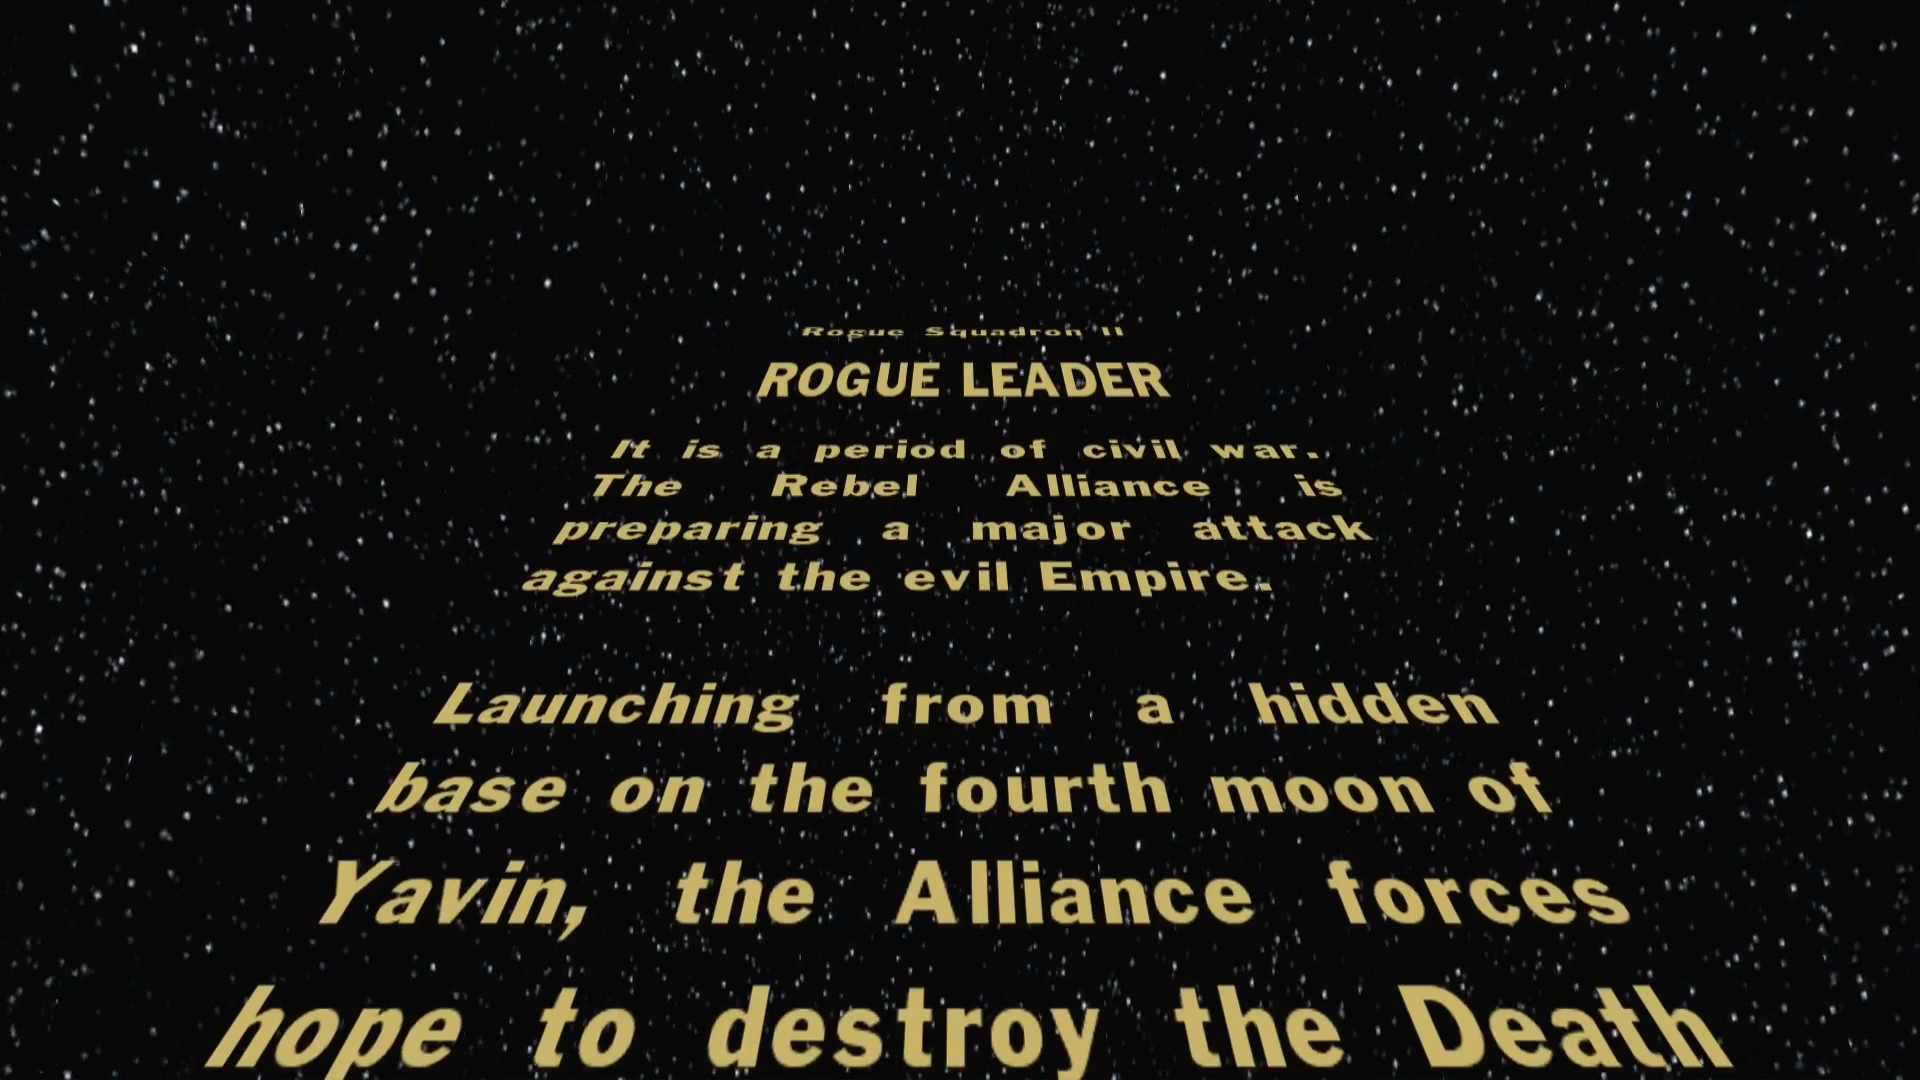 Rogue Squadron II
ROGUE LEADER
It is a period of civil war.
The Rebel Alliance is
preparing a major attack
against the evil Empire.
Launching from a hidden
base on the fourth moon of
Yavin, the Alliance forces
hope to destroy the Death